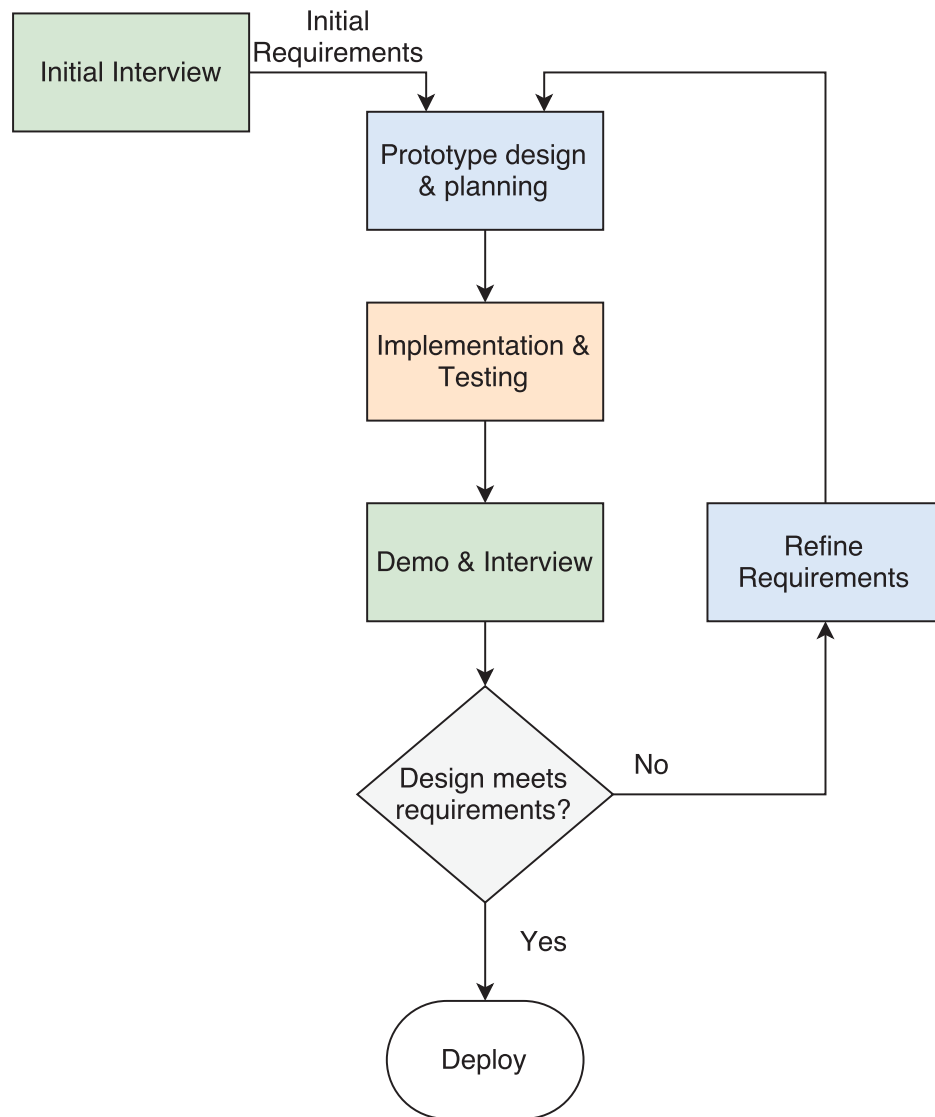 Initial
Requirements
Initial Interview
Prototype design
& planning
Implementation &
Testing
Demo & Interview
Refine
Requirements
Design meets
requirements?
No
Yes
Deploy